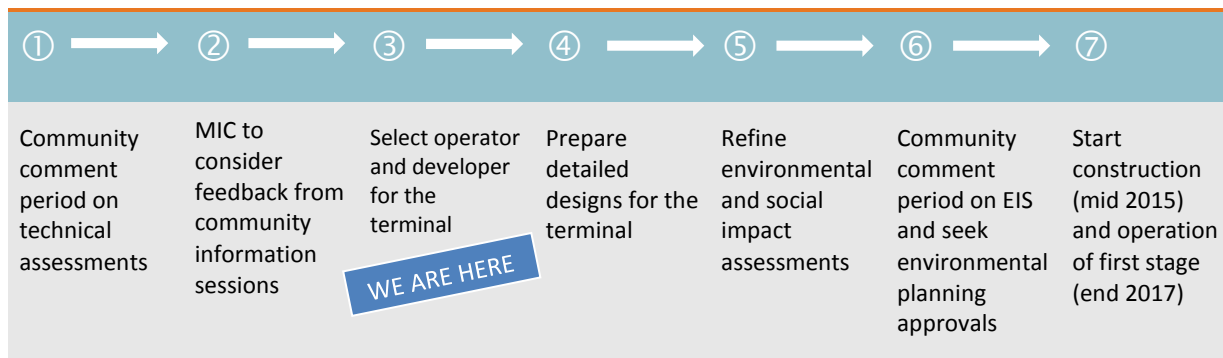 ① ② ③ ④ ⑤ ⑥ ⑦
Community
comment
period on
technical
assessments
MIC to
consider
feedback from
community
information
sessions
Select operator
and developer
for the
terminal
WE ARE HERE
Prepare
detailed
designs for the
terminal
Refine
environmental
and social
impact
assessments
Community
comment
period on EIS
and seek
environmental
planning
approvals
Start
construction
(mid 2015)
and operation
of first stage
(end 2017)